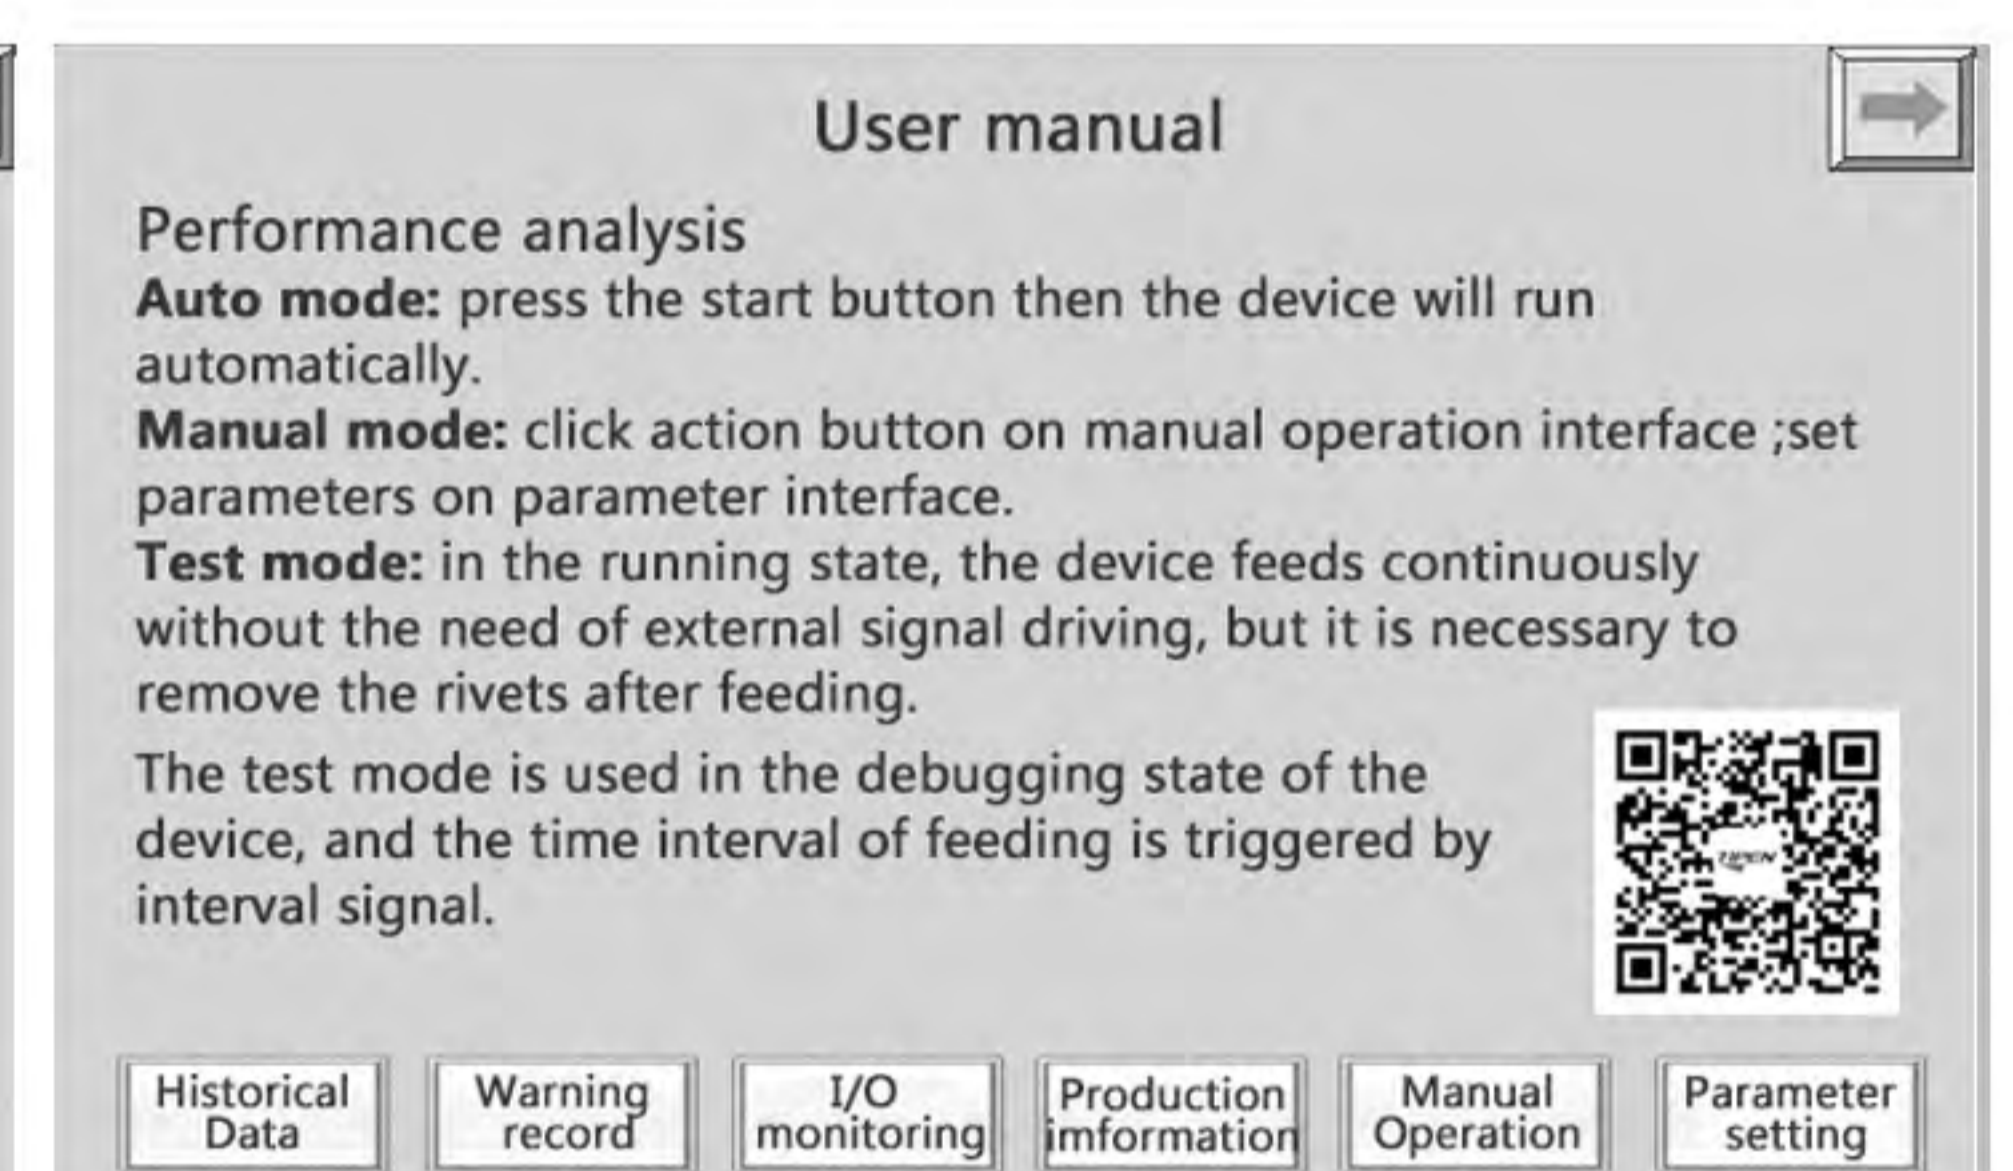 User manual
Performance analysis
Auto mode: press the start button then the device will run
automatically.
Manual mode: click action button on manual operation interface ;set
parameters on parameter interface.
Test mode: in the running state, the device feeds continuously
without the need of external signal driving, but it is necessary to
remove the rivets after feeding.
The test mode is used in the debugging state of the
device, and the time interval of feeding is triggered by
interval signal.
Historical
Data
Warning
record
I/O
monitoring
Production
imformation
Manual
Operation
Parameter
setting